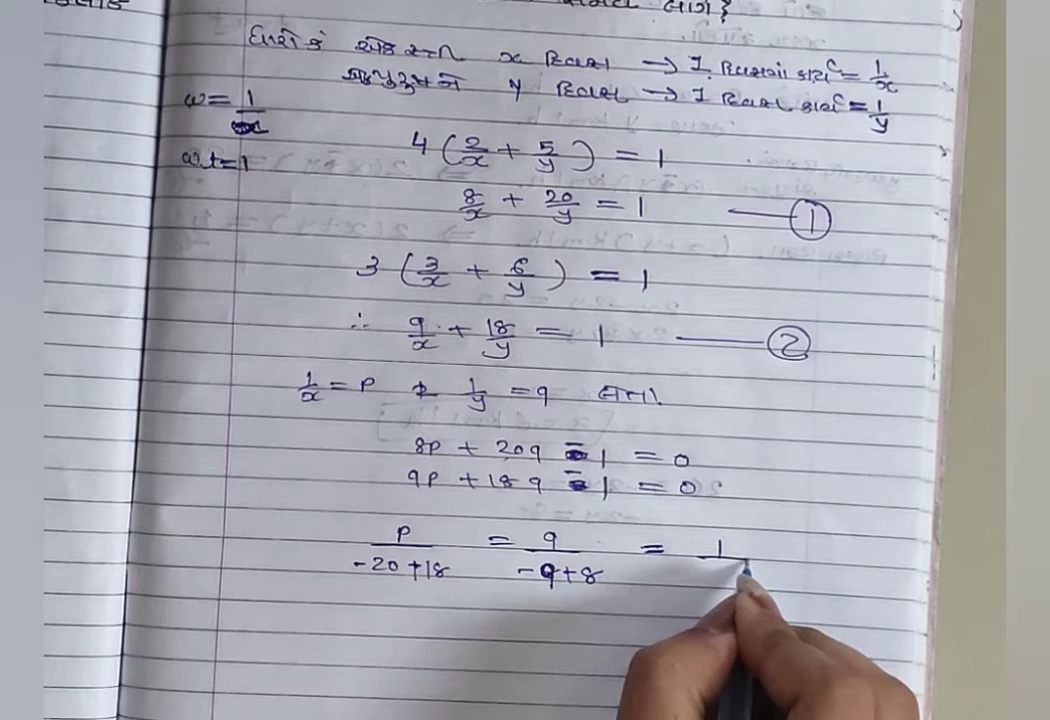 ધારો કે એક સ્ત્રી x દિવસ → 1 દિવસમાં કાર્ય = 1/x
y દિવસ → 1 દિવસ કાર્ય = 1/y
w = 1
w.t = 1
4 ( 2/x + 5/y ) = 1
8/x + 20/y = 1 —— ①
3 ( 3/x + 6/y ) = 1
∴ 9/x + 18/y = 1 —— ②
1/x = P 1/y = q લેતાં
8P + 20q - 1 = 0
9P + 18q - 1 = 0
P/(-20+18) = q/(-9+8) = 1